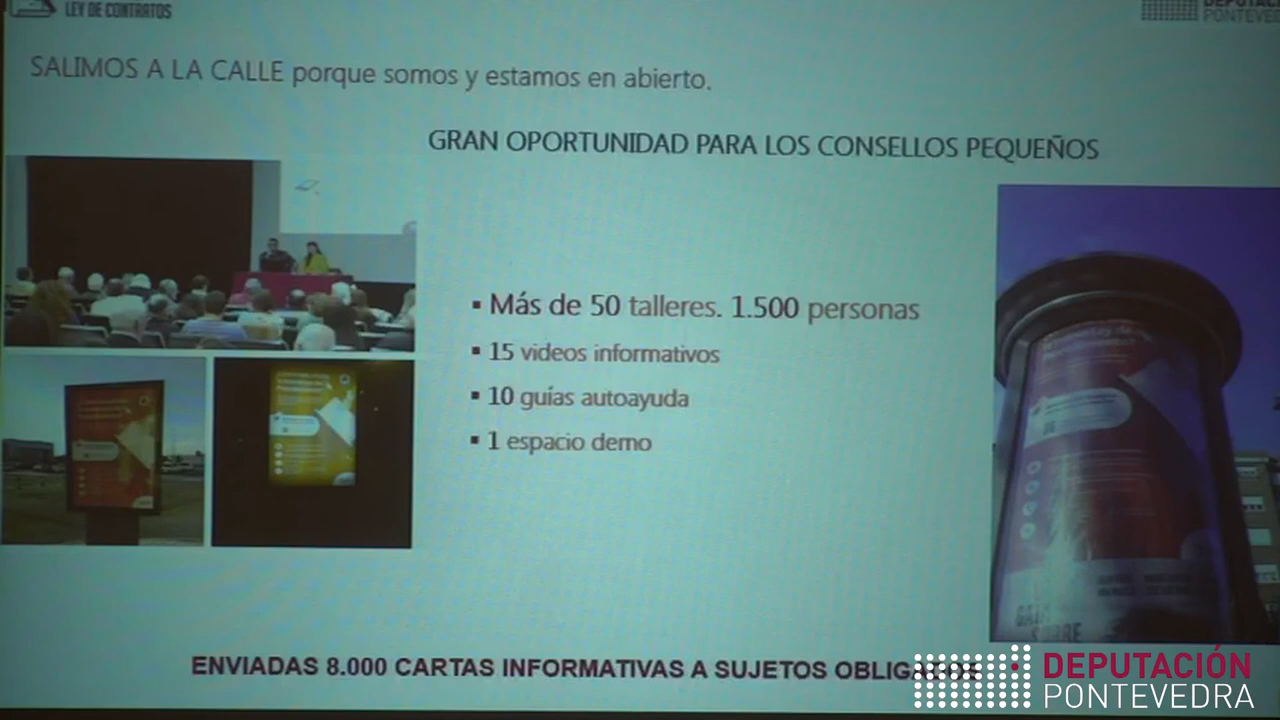 LEY DE CONTRATOS
SALIMOS A LA CALLE porque somos y estamos en abierto.
GRAN OPORTUNIDAD PARA LOS CONSELLOS PEQUEÑOS
▪ Más de 50 talleres. 1.500 personas
▪ 15 videos informativos
▪ 10 guías autoayuda
▪ 1 espacio demo
ENVIADAS 8.000 CARTAS INFORMATIVAS A SUJETOS
DEPUTACIÓN
PONTEVEDRA